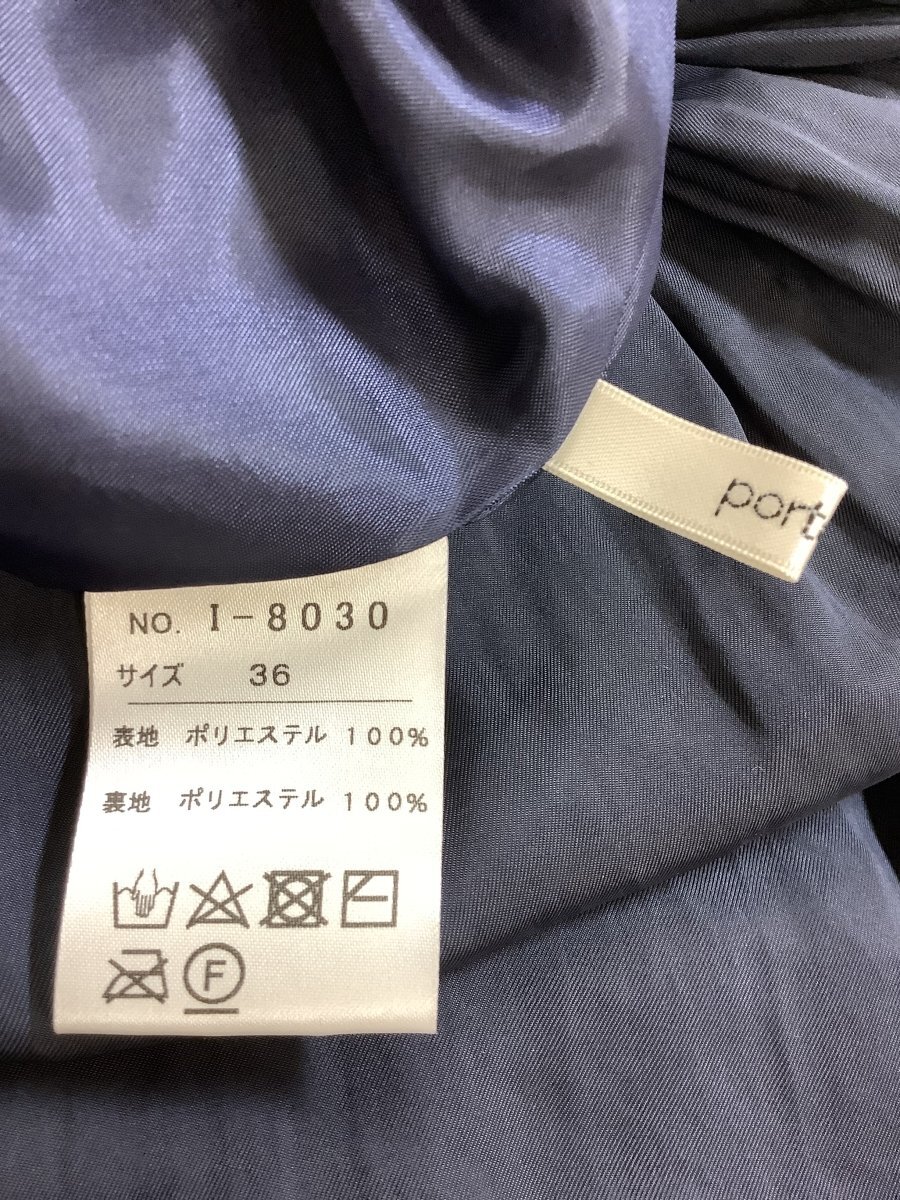 port
NO. I-8030
サイズ 36
表地 ポリエステル 100%
裏地 ポリエステル 100%
F